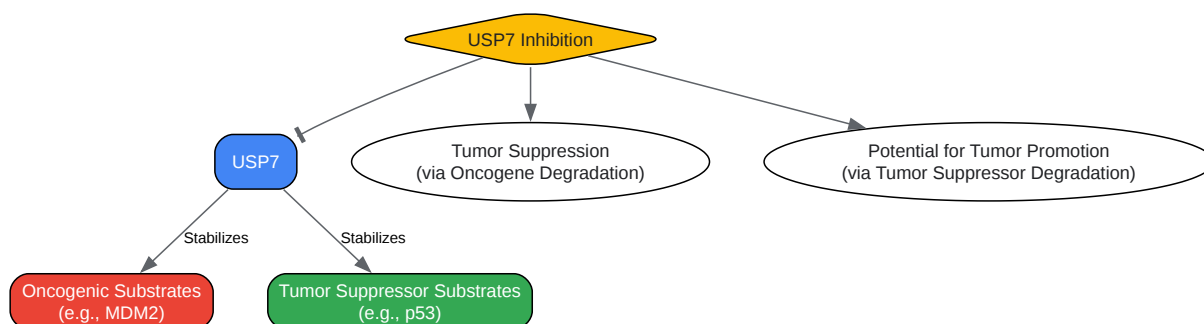 USP7 Inhibition
USP7
Tumor Suppression
(via Oncogene Degradation)
Potential for Tumor Promotion
(via Tumor Suppressor Degradation)
Stabilizes
Stabilizes
Oncogenic Substrates
(e.g., MDM2)
Tumor Suppressor Substrates
(e.g., p53)